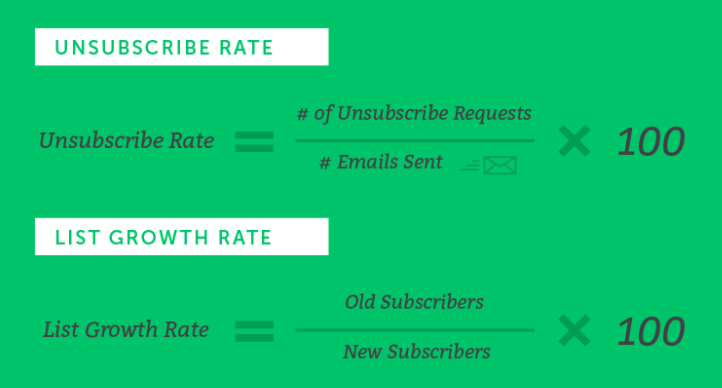 UNSUBSCRIBE RATE
# of Unsubscribe Requests
Unsubscribe Rate = × 100
# Emails Sent
LIST GROWTH RATE
Old Subscribers
List Growth Rate = × 100
New Subscribers